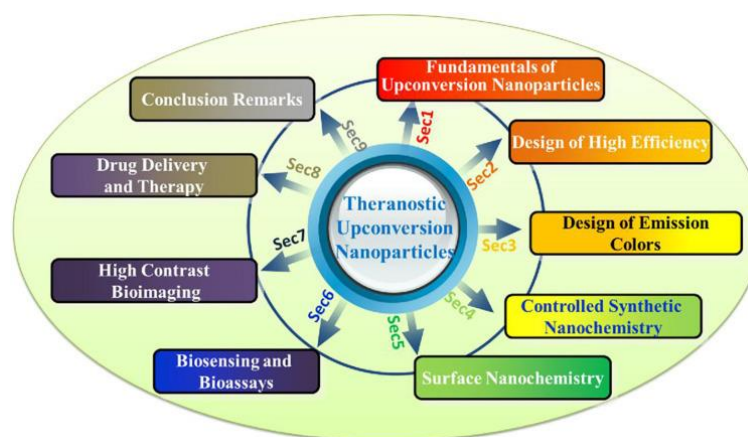 Fundamentals of
Upconversion Nanoparticles
Conclusion Remarks
Sec9
Sec1
Design of High Efficiency
Sec2
Drug Delivery
and Therapy
Sec8
Theranostic
Upconversion
Nanoparticles
Design of Emission
Colors
Sec3
Sec7
High Contrast
Bioimaging
Sec4
Controlled Synthetic
Nanochemistry
Sec6
Sec5
Biosensing and
Bioassays
Surface Nanochemistry